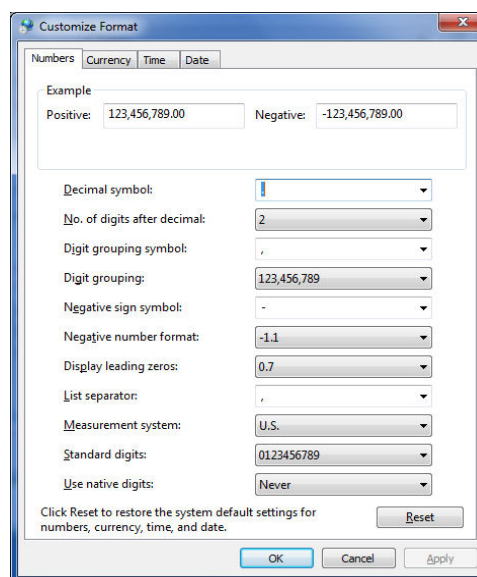 Customize Format
Numbers Currency Time Date
Example
Positive: 123,456,789.00 Negative: -123,456,789.00
Decimal symbol: .
No. of digits after decimal: 2
Digit grouping symbol: ,
Digit grouping: 123,456,789
Negative sign symbol: -
Negative number format: -1.1
Display leading zeros: 0.7
List separator: ,
Measurement system: U.S.
Standard digits: 0123456789
Use native digits: Never
Click Reset to restore the system default settings for
numbers, currency, time, and date.
Reset
OK Cancel Apply